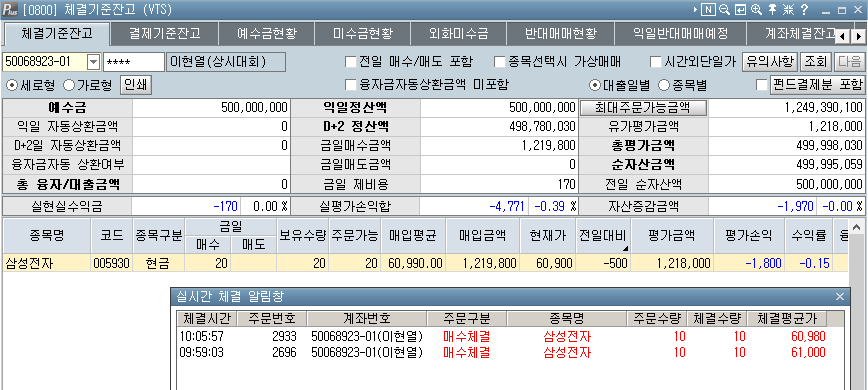 Plus [0800] 체결기준잔고 (VTS) N ?
체결기준잔고 결제기준잔고 예수금현황 미수금현황 외화미수금 반대매매현황 익일반대매매예정 계좌체결잔고
50068923-01 **** 이현열(상시대회) 전일 매수/매도 포함 종목선택시 가상매매 시간외단일가 유의사항 조회 다음
세로형 가로형 인쇄 융자금자동상환금액 미포함 대출일별 종목별 펀드결제분 포함
예수금 500,000,000 익일정산액 500,000,000 최대주문가능금액 1,249,390,100
익일 자동상환금액 0 D+2 정산액 498,780,030 유가평가금액 1,218,000
D+2일 자동상환금액 0 금일매수금액 1,219,800 총평가금액 499,998,030
융자금자동 상환여부 금일매도금액 0 순자산금액 499,995,059
총 융자/대출금액 0 금일 제비용 170 전일 순자산액 500,000,000
실현실수익금 -170 0.00 % 실평가손익합 -4,771 -0.39 % 자산증감금액 -1,970 -0.00 %
종목명 코드 종목구분 금일 매수 매도 보유수량 주문가능 매입평균 매입금액 현재가 전일대비 평가금액 평가손익 수익률
삼성전자 005930 현금 20 20 20 60,990.00 1,219,800 60,900 -500 1,218,000 -1,800 -0.15
실시간 체결 알림창
체결시간 주문번호 계좌번호 주문구분 종목명 주문수량 체결수량 체결평균가
10:05:57 2933 50068923-01(이현열) 매수체결 삼성전자 10 10 60,980
09:59:03 2696 50068923-01(이현열) 매수체결 삼성전자 10 10 61,000